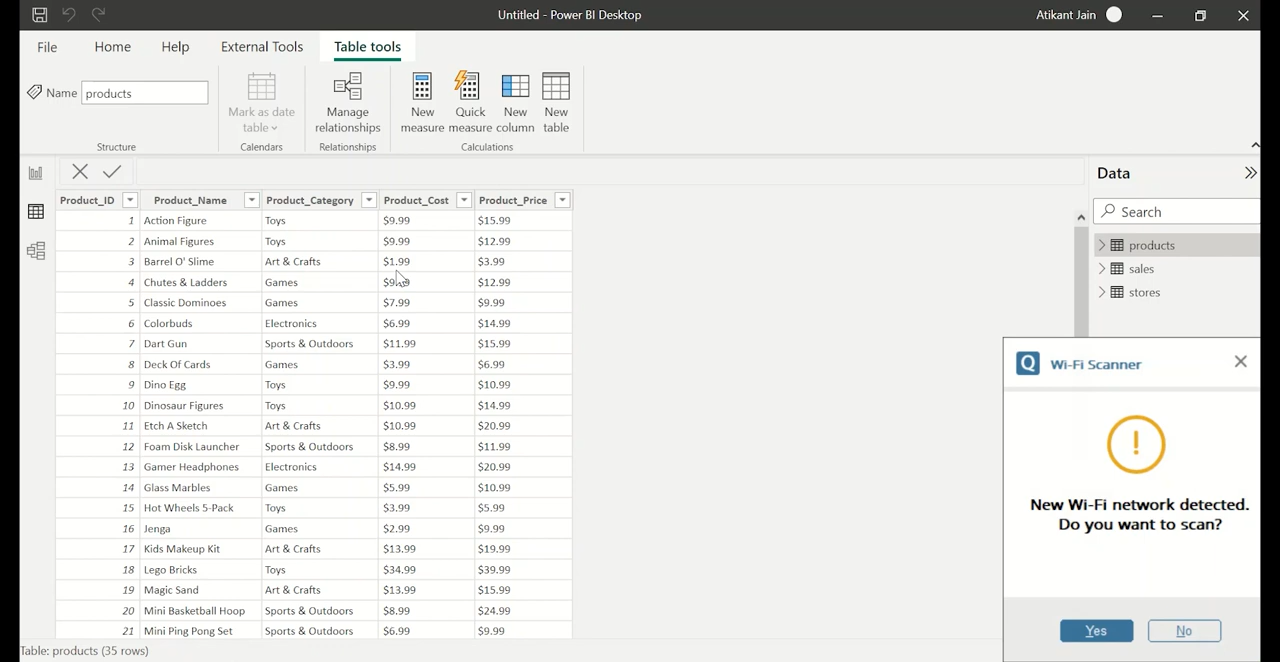 Untitled - Power BI Desktop
Atikant Jain
File Home Help External Tools Table tools
Name products
Mark as date table
Manage relationships
New measure
Quick measure
New column
New table
Structure Calendars Relationships Calculations
Product_ID Product_Name Product_Category Product_Cost Product_Price
1 Action Figure Toys $9.99 $15.99
2 Animal Figures Toys $9.99 $12.99
3 Barrel O' Slime Art & Crafts $1.99 $3.99
4 Chutes & Ladders Games $12.99
5 Classic Dominoes Games $7.99 $9.99
6 Colorbuds Electronics $6.99 $14.99
7 Dart Gun Sports & Outdoors $11.99 $15.99
8 Deck Of Cards Games $3.99 $6.99
9 Dino Egg Toys $9.99 $10.99
10 Dinosaur Figures Toys $10.99 $14.99
11 Etch A Sketch Art & Crafts $10.99 $20.99
12 Foam Disk Launcher Sports & Outdoors $8.99 $11.99
13 Gamer Headphones Electronics $14.99 $20.99
14 Glass Marbles Games $5.99 $10.99
15 Hot Wheels 5-Pack Toys $3.99 $5.99
16 Jenga Games $2.99 $9.99
17 Kids Makeup Kit Art & Crafts $13.99 $19.99
18 Lego Bricks Toys $34.99 $39.99
19 Magic Sand Art & Crafts $13.99 $15.99
20 Mini Basketball Hoop Sports & Outdoors $8.99 $24.99
21 Mini Ping Pong Set Sports & Outdoors $6.99 $9.99
Table: products (35 rows)
Data
Search
products
sales
stores
Q Wi-Fi Scanner
!
New Wi-Fi network detected.
Do you want to scan?
Yes No